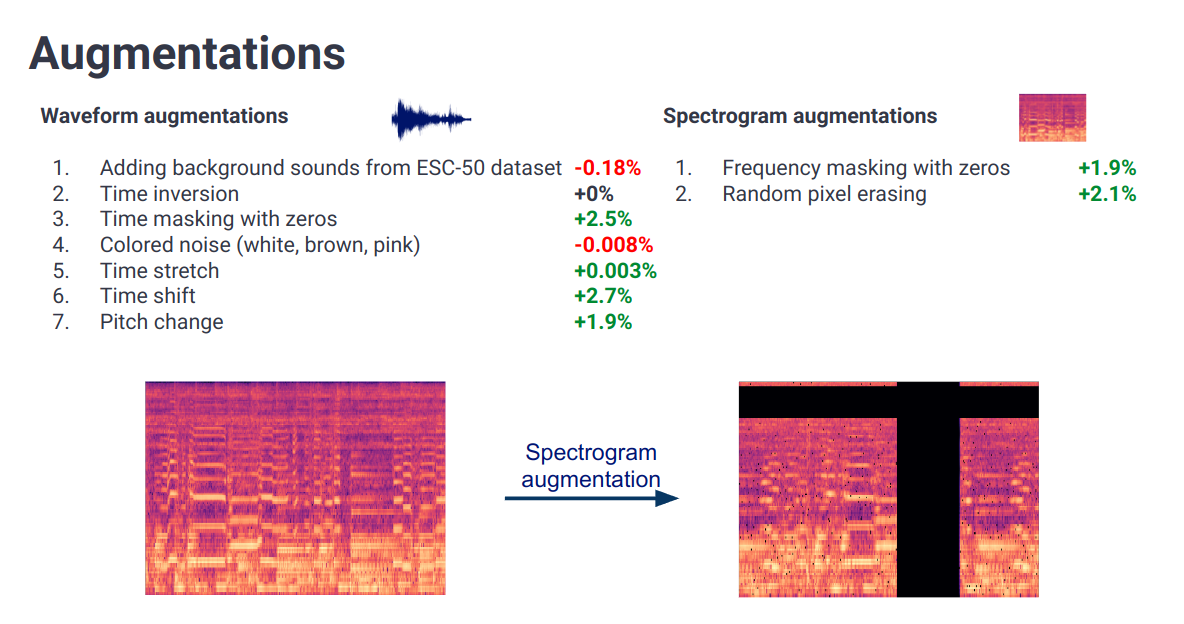 Augmentations
Waveform augmentations
1. Adding background sounds from ESC-50 dataset -0.18%
2. Time inversion +0%
3. Time masking with zeros +2.5%
4. Colored noise (white, brown, pink) -0.008%
5. Time stretch +0.003%
6. Time shift +2.7%
7. Pitch change +1.9%
Spectrogram augmentations
1. Frequency masking with zeros +1.9%
2. Random pixel erasing +2.1%
Spectrogram
augmentation